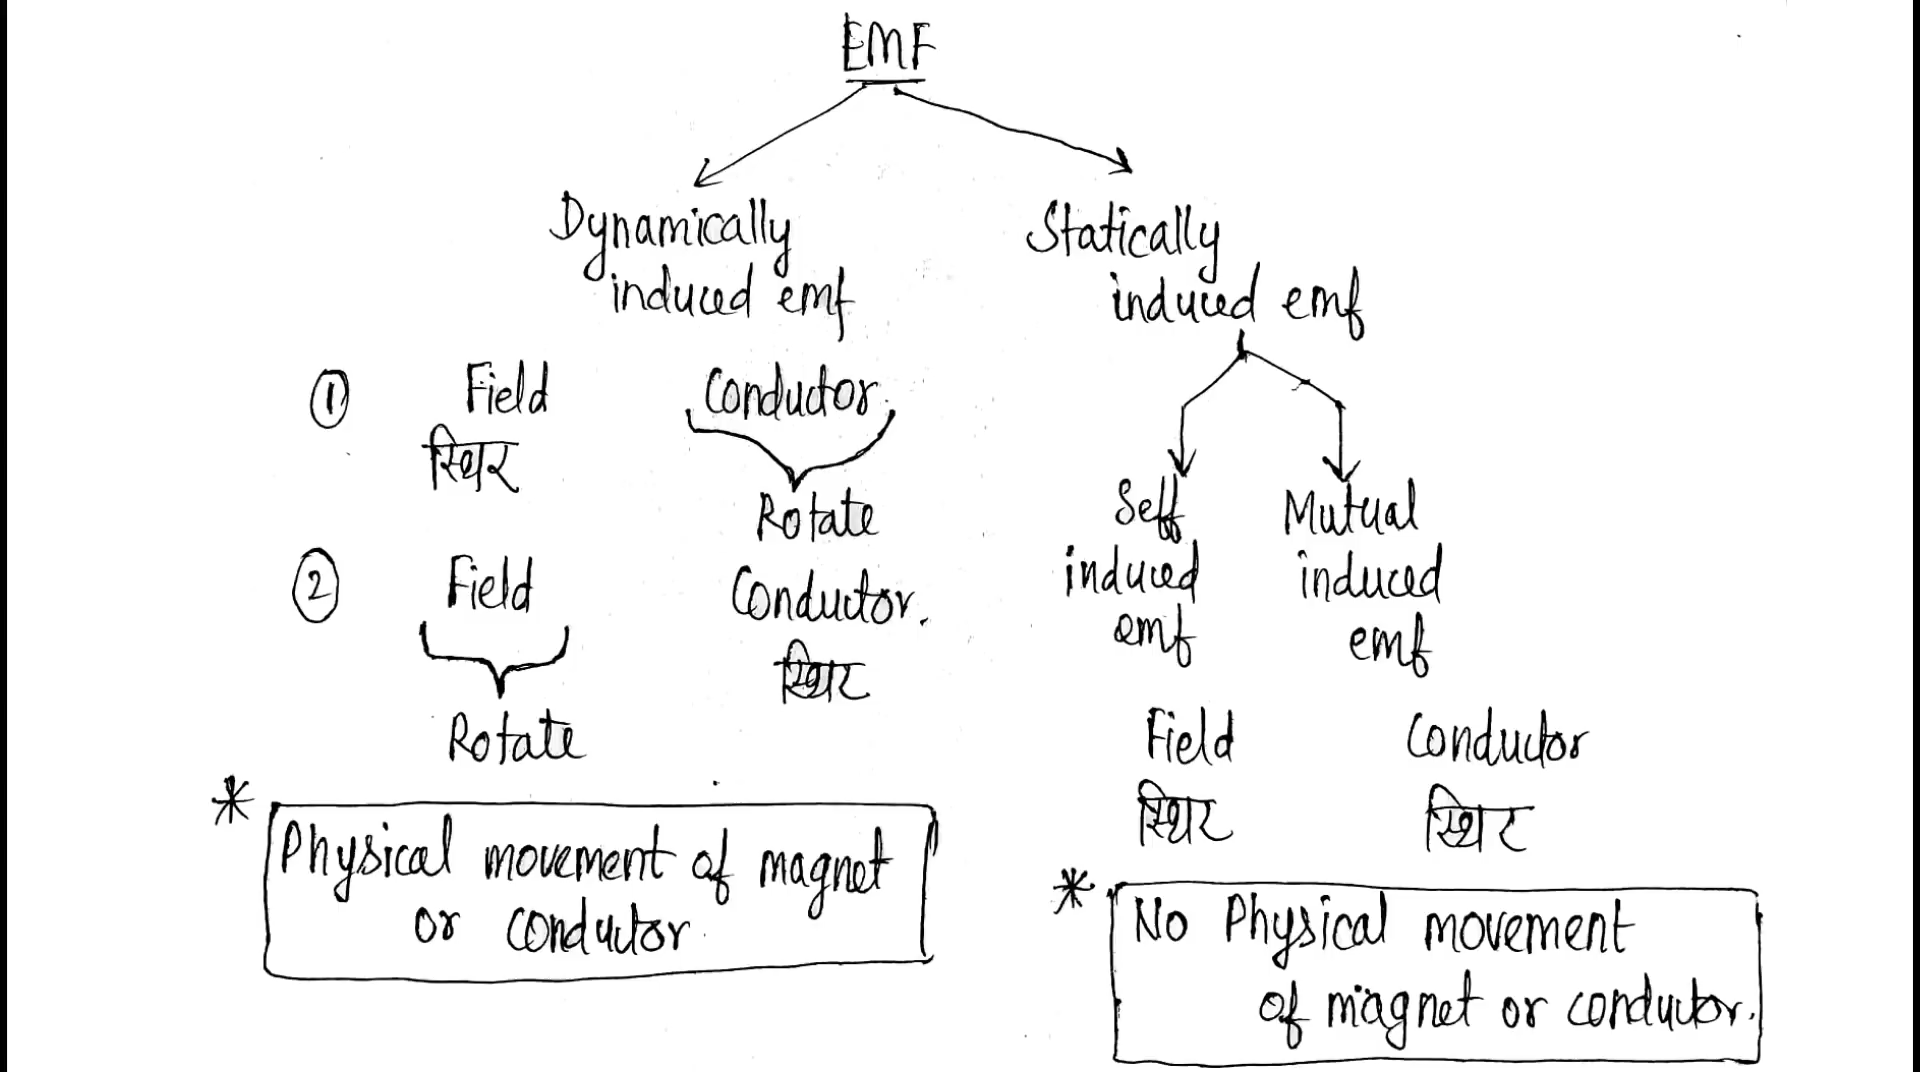 EMF
Dynamically
induced emf
Statically
induced emf
① Field Conductor
स्थिर
Rotate
② Field Conductor.
स्थिर
Rotate
* Physical movement of magnet
or conductor
Self
induced
emf
Mutual
induced
emf
Field Conductor
स्थिर स्थिर
* No Physical movement
of magnet or conductor.